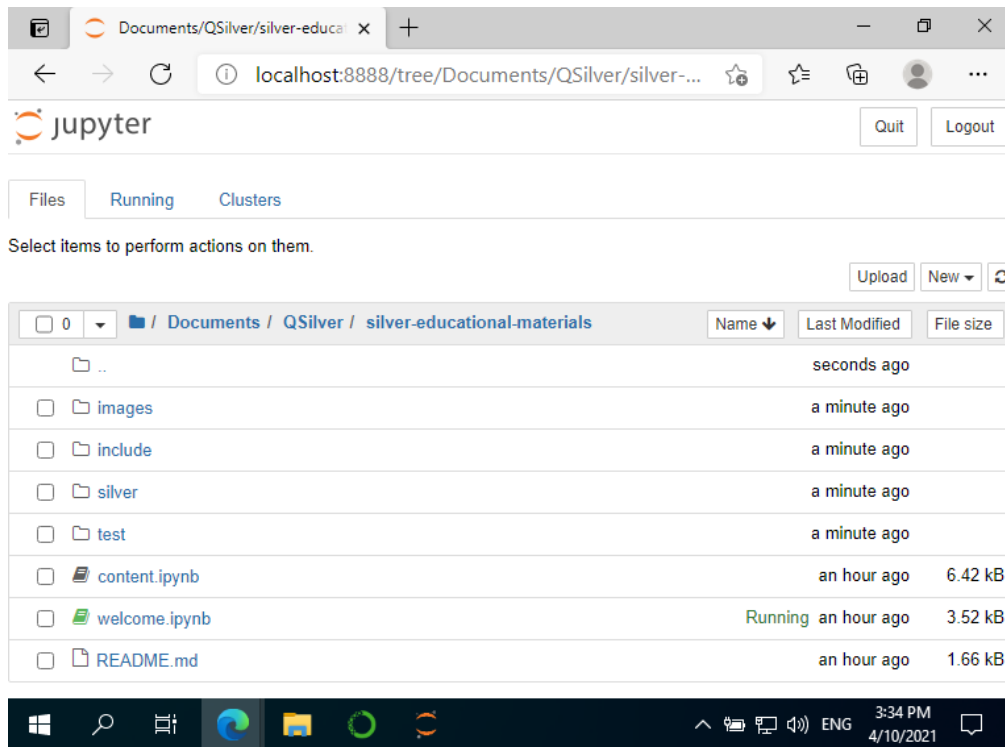 Documents/QSilver/silver-educat
localhost:8888/tree/Documents/QSilver/silver-...
jupyter
Quit
Logout
Files
Running
Clusters
Select items to perform actions on them.
Upload
New
0
/ Documents / QSilver / silver-educational-materials
Name
Last Modified
File size
..
seconds ago
images
a minute ago
include
a minute ago
silver
a minute ago
test
a minute ago
content.ipynb
an hour ago
6.42 kB
welcome.ipynb
Running
an hour ago
3.52 kB
README.md
an hour ago
1.66 kB
ENG
3:34 PM
4/10/2021